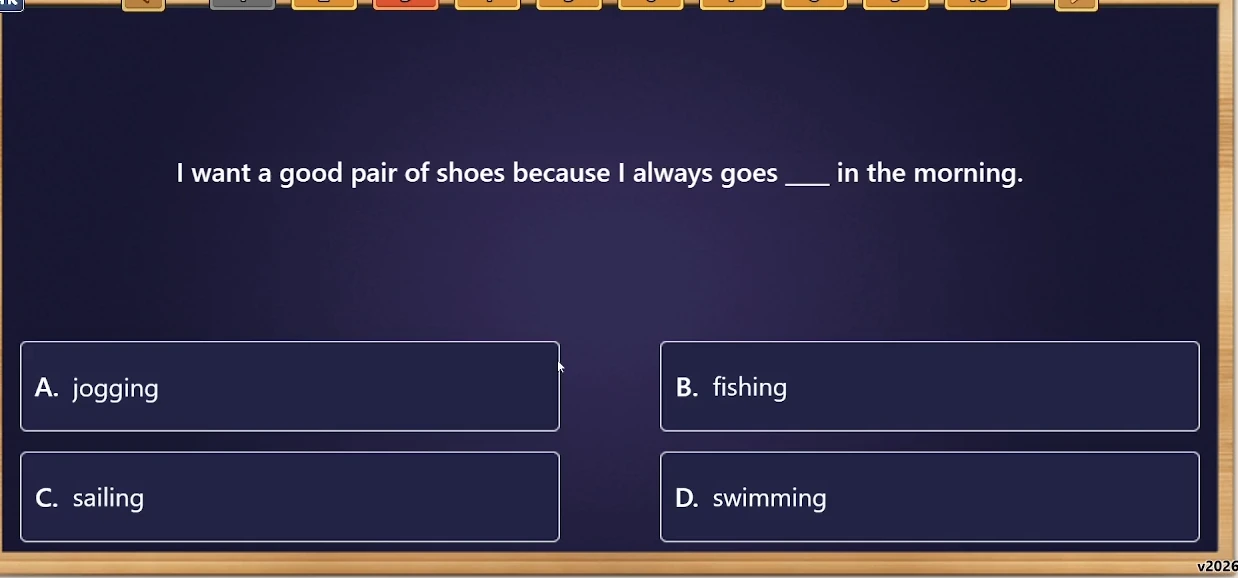 I want a good pair of shoes because I always goes ____ in the morning.
A. jogging
B. fishing
C. sailing
D. swimming
v2026